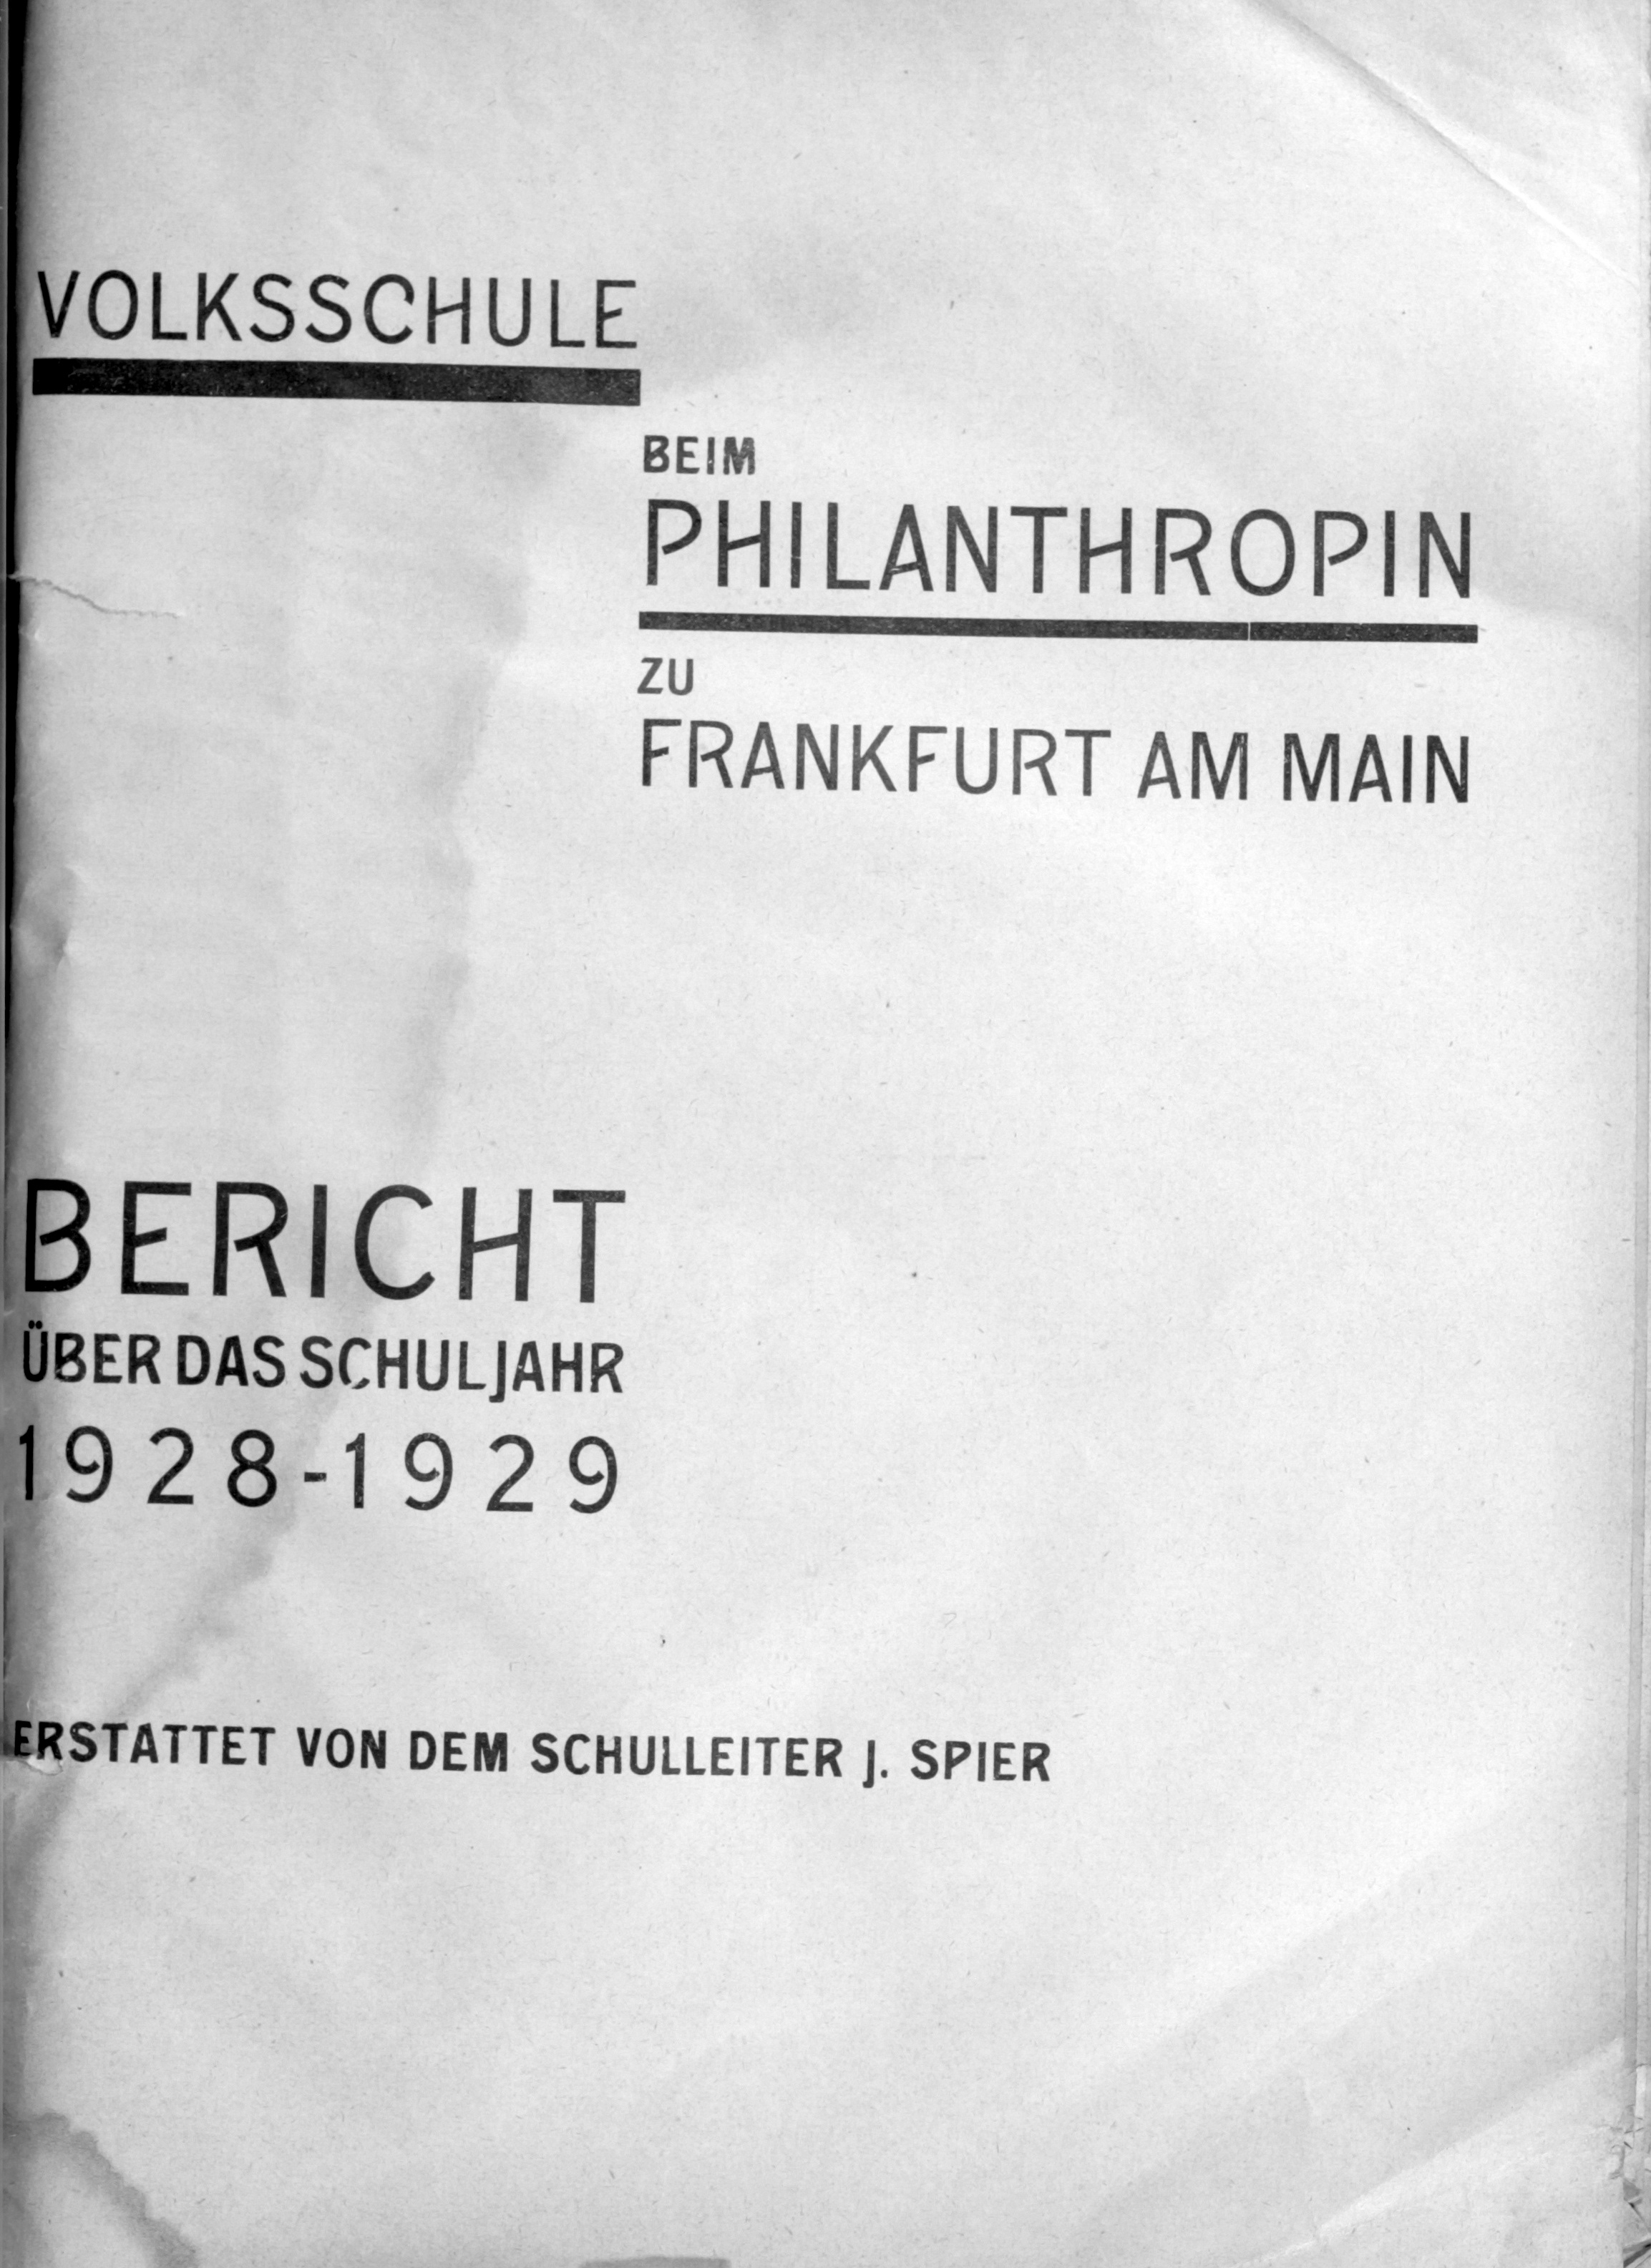 VOLKSSCHULE
BEIM
PHILANTHROPIN
ZU
FRANKFURT AM MAIN
BERICHT
ÜBER DAS SCHULJAHR
1928-1929
ERSTATTET VON DEM SCHULLEITER J. SPIER